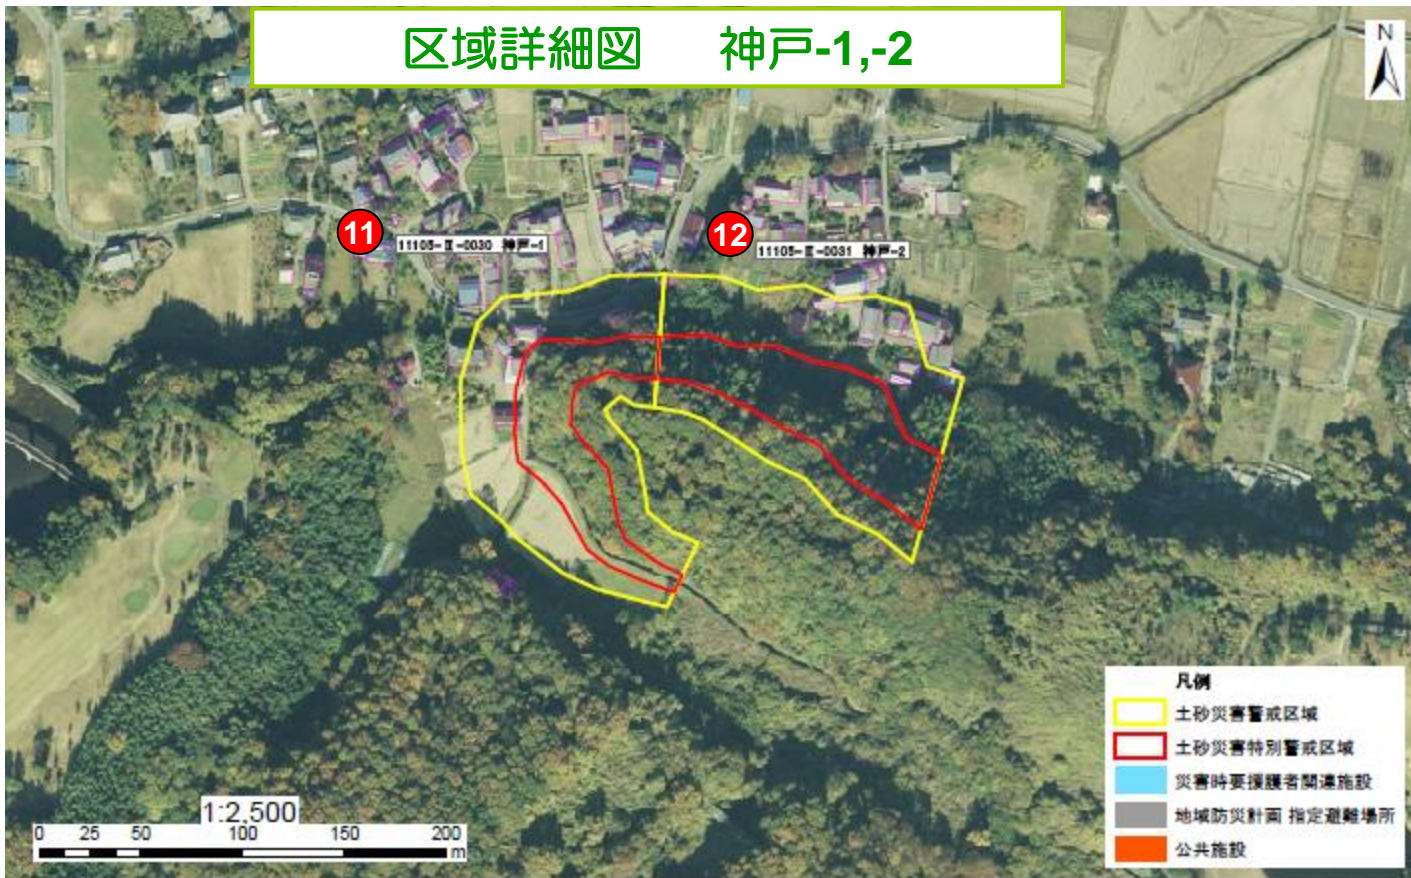 区域詳細図 神戸-1,-2
N
11 11105-Ⅱ-0030 神戸-1
12 11105-Ⅱ-0031 神戸-2
凡例
土砂災害警戒区域
土砂災害特別警戒区域
災害時要援護者関連施設
地域防災計画 指定避難場所
公共施設
1:2,500
0 25 50 100 150 200
m